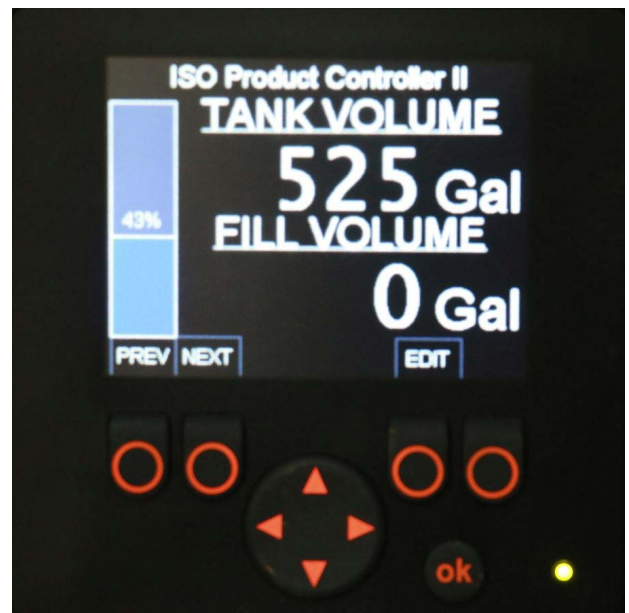 ISO Product Controller II
TANK VOLUME
525 Gal
43%
FILL VOLUME
0 Gal
PREV NEXT EDIT
ok